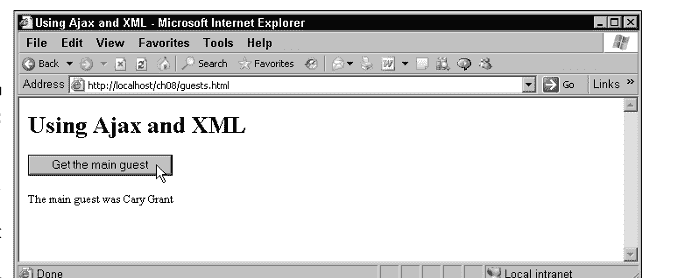 Using Ajax and XML - Microsoft Internet Explorer
File Edit View Favorites Tools Help
Back Search Favorites
Address http://localhost/ch08/guests.html Go Links »
Using Ajax and XML
Get the main guest
The main guest was Cary Grant
Done Local intranet